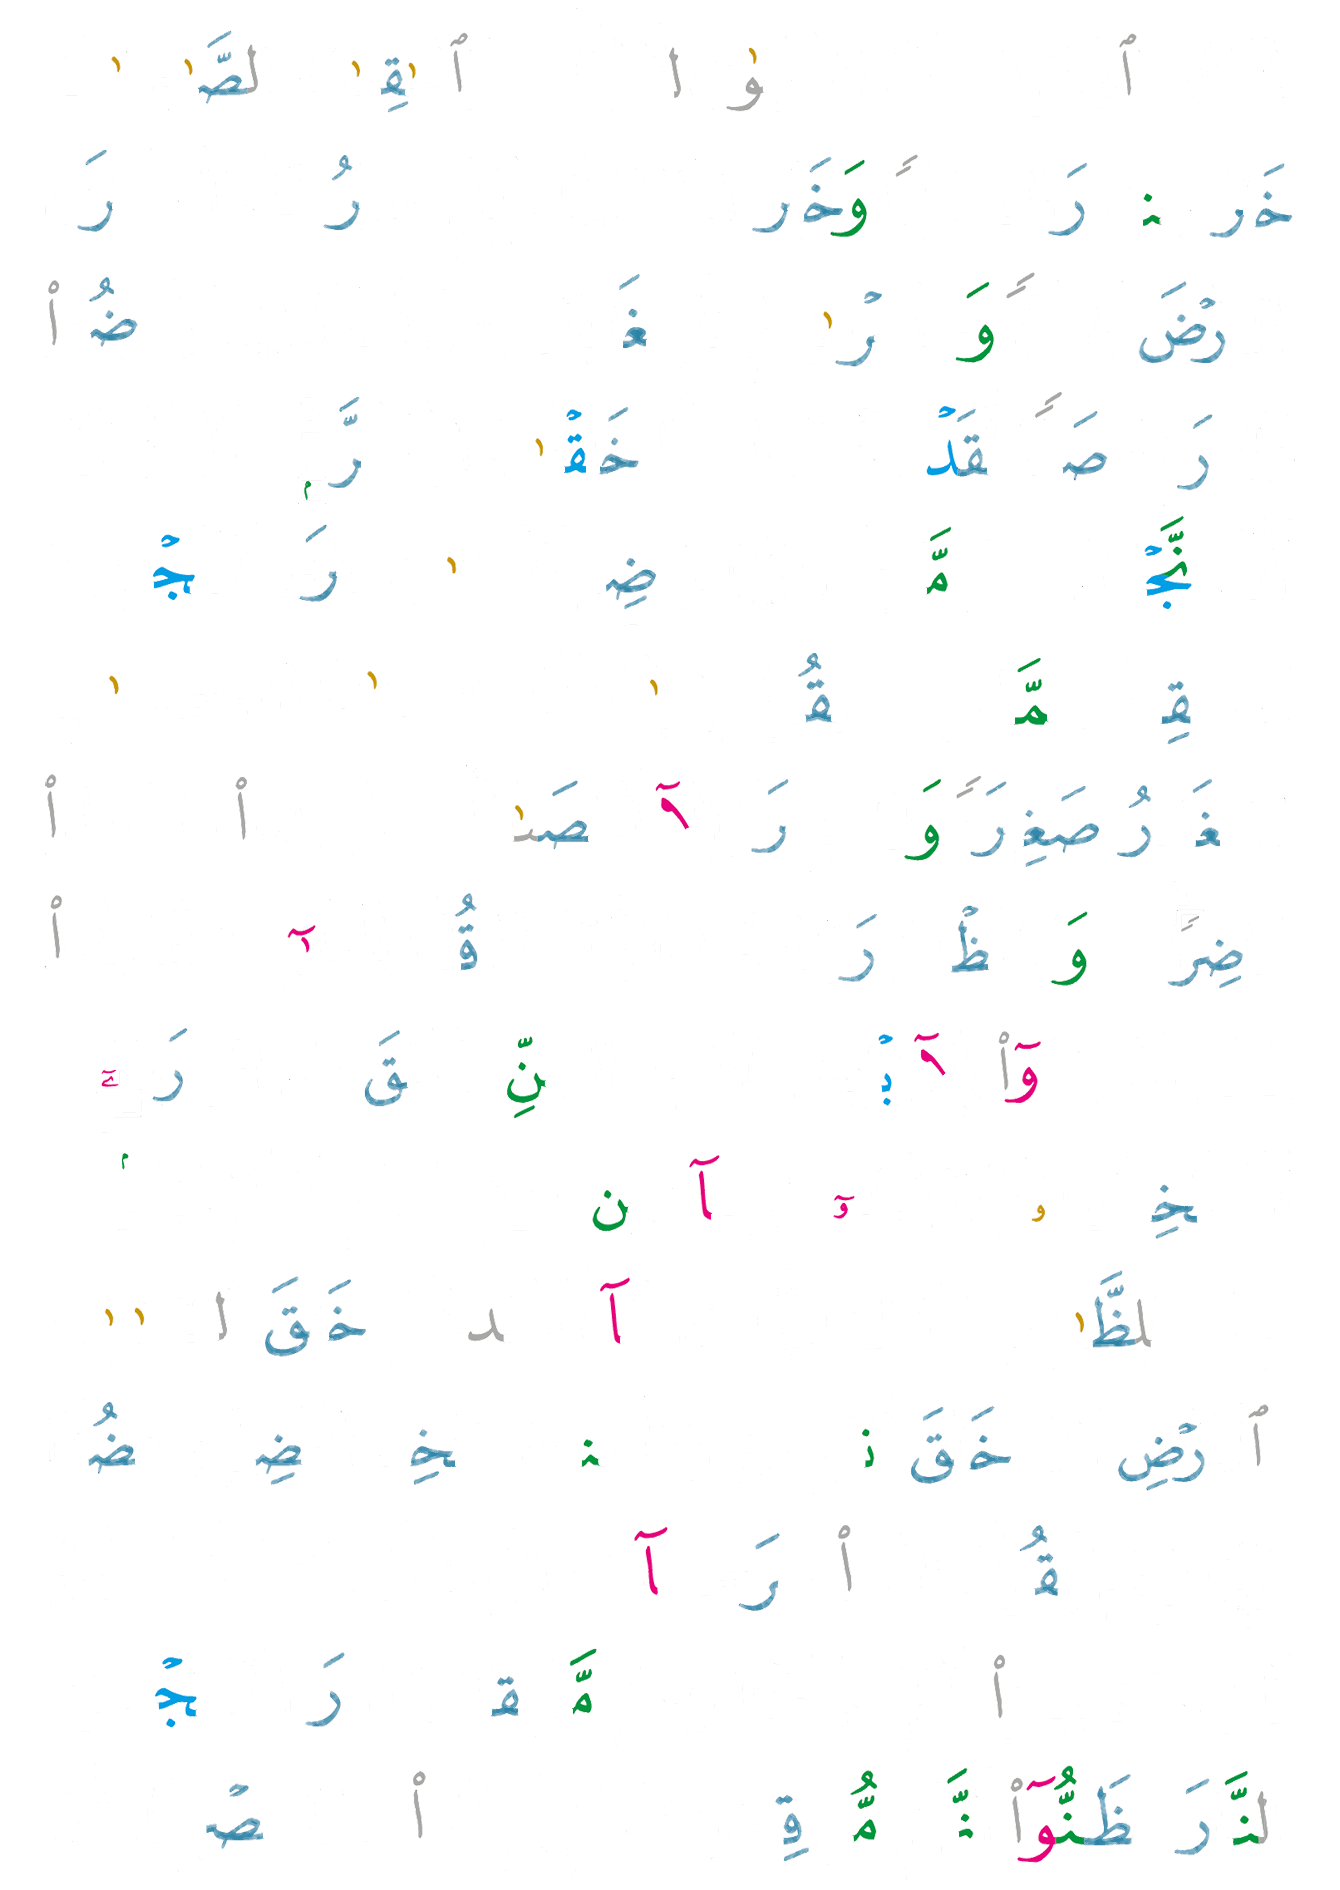 ٱ وٰ ا ٱ ٰقِ ٰ لصَّٰ ٰ
خَر ن رَ ً وَخَر رُ رَ
رْضَ ً وَ رْ ٰ غَ ضُ اْ
رَ صَ ً قَدْ خَقْ ٰ رَّ ۢ
نَّجْ مَّ ضِ ٰ رَ جْ
قِ مَّ قُ ٰ ٰ ٰ
غَ رُ صَغِرَ ً وَ رَ ٰٓ صَىٰ اْ اْ
ضِرً وَ ظْ رَ قُ ٰٓ اْ
وٓاْ ٰٓ بْ نِّ قَ رَ ۦٓ
خِ ۥ ۥٓ آ ن ۢ
لظَّٰ آ د خَقَ ا ٰ ٰ
ٱ رْضِ خَقَ ن ن خِ ضِ ضُ
قُ اْ رَ آ
اْ مَّ ق رَ جْ
لنَّ رَ ظَنُّوٓاْ نَّ مُّ قِ اْ صْ